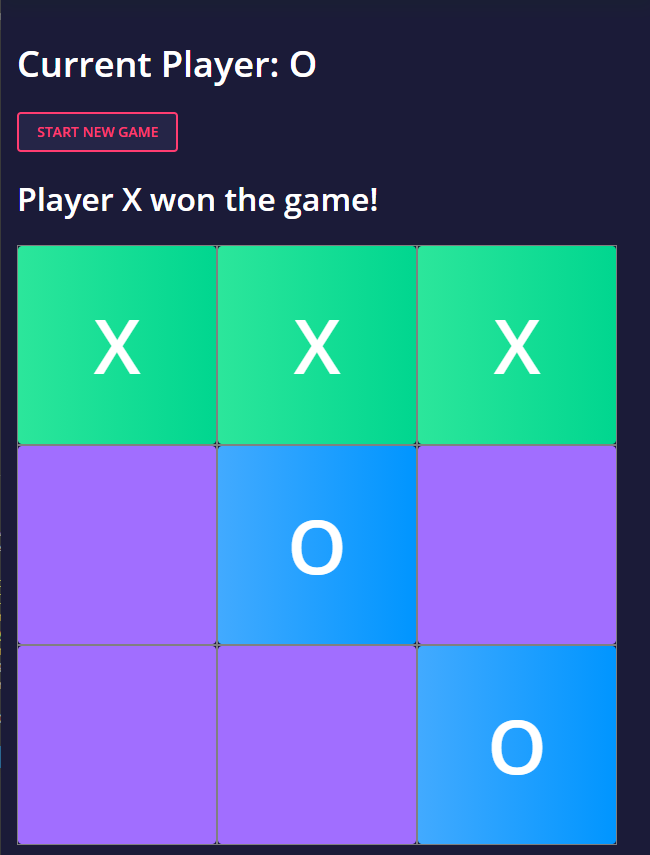 Current Player: O
START NEW GAME
Player X won the game!
X X X
O
O